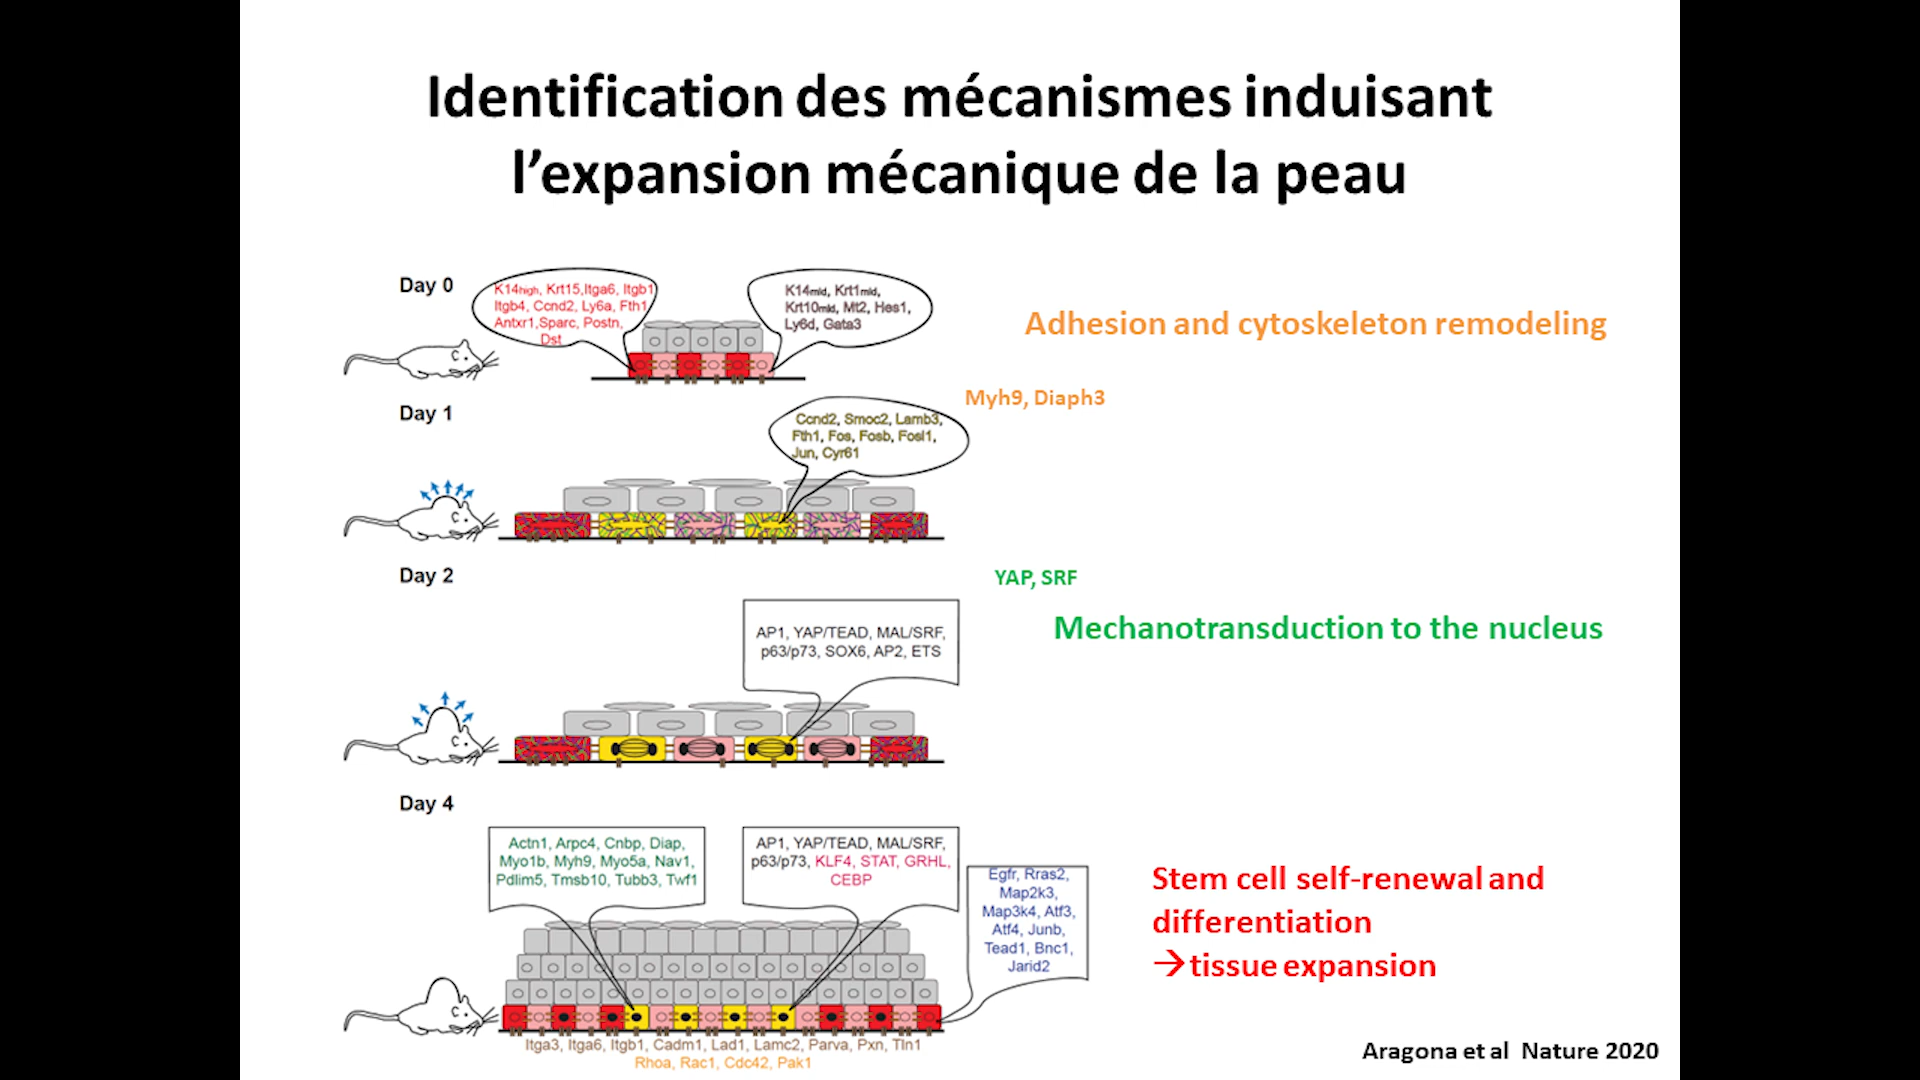 Identification des mécanismes induisant
l’expansion mécanique de la peau
Day 0
K14high, Krt15,Itga6, Itgb1
Itgb4, Ccnd2, Ly6a, Fth1
Antxr1,Sparc, Postn,
Dst
K14mld, Krt1mld,
Krt10mld, Mt2, Hes1,
Ly6d, Gata3
Adhesion and cytoskeleton remodeling
Myh9, Diaph3
Day 1
Ccnd2, Smoc2, Lamb3,
Fth1, Fos, Fosb, Fosl1,
Jun, Cyr61
Day 2
YAP, SRF
Mechanotransduction to the nucleus
AP1, YAP/TEAD, MAL/SRF,
p63/p73, SOX6, AP2, ETS
Day 4
Actn1, Arpc4, Cnbp, Diap,
Myo1b, Myh9, Myo5a, Nav1,
Pdlim5, Tmsb10, Tubb3, Twf1
AP1, YAP/TEAD, MAL/SRF,
p63/p73, KLF4, STAT, GRHL,
CEBP
Egfr, Rras2,
Map2k3,
Map3k4, Atf3,
Atf4, Junb,
Tead1, Bnc1,
Jarid2
Stem cell self-renewal and
differentiation
→tissue expansion
Itga3, Itga6, Itgb1, Cadm1, Lad1, Lamc2, Parva, Pxn, Tln1
Rhoa, Rac1, Cdc42, Pak1
Aragona et al Nature 2020